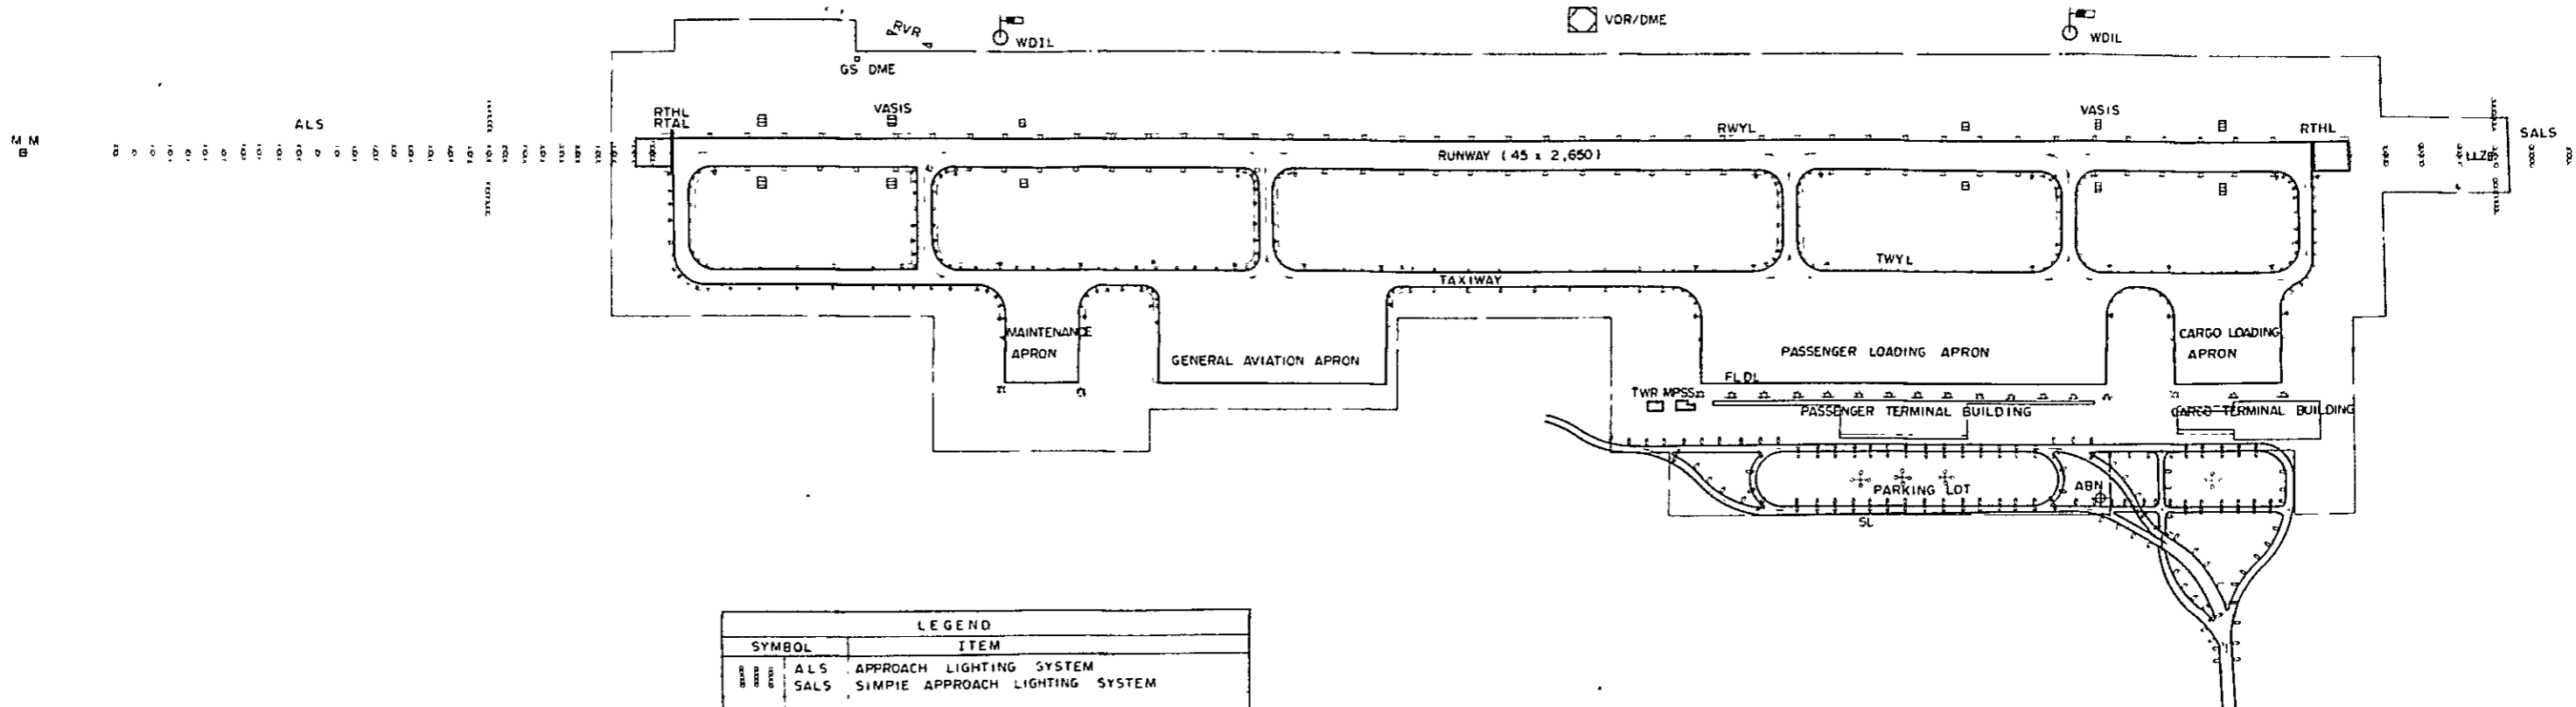 VOR/DME
RVR
WDIL
WDIL
GS DME
RTHL
RTAL
VASIS
VASIS
ALS
M M
RWYL
RTHL
SALS
RUNWAY (45 x 2,650)
LLZ
TWYL
TAXIWAY
MAINTENANCE
APRON
GENERAL AVIATION APRON
PASSENGER LOADING APRON
CARGO LOADING
APRON
FLDL
TWR MPSS
PASSENGER TERMINAL BUILDING
CARGO TERMINAL BUILDING
PARKING LOT
ABN
SL
LEGEND
SYMBOL ITEM
ALS APPROACH LIGHTING SYSTEM
SALS SIMPIE APPROACH LIGHTING SYSTEM